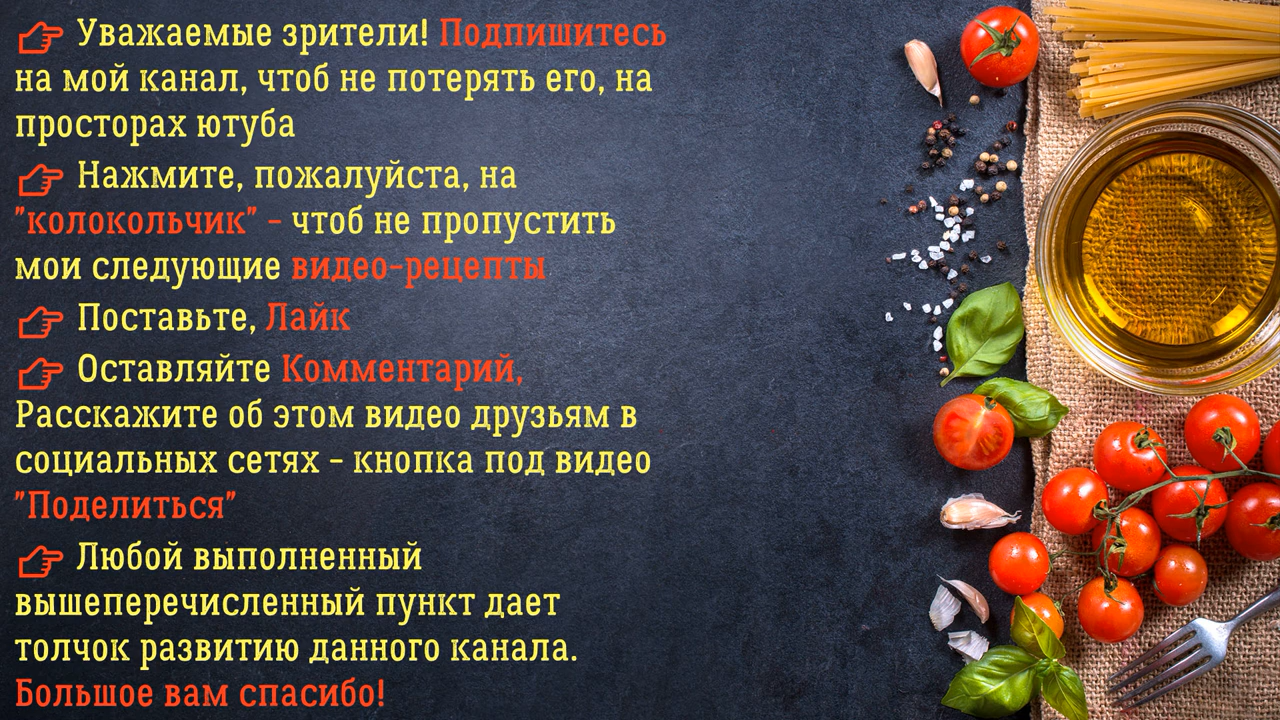 👉 Уважаемые зрители! Подпишитесь
на мой канал, чтоб не потерять его, на
просторах ютуба
👉 Нажмите, пожалуйста, на
"колокольчик" - чтоб не пропустить
мои следующие видео-рецепты
👉 Поставьте, Лайк
👉 Оставляйте Комментарий,
Расскажите об этом видео друзьям в
социальных сетях - кнопка под видео
"Поделиться"
👉 Любой выполненный
вышеперечисленный пункт дает
толчок развитию данного канала.
Большое вам спасибо!